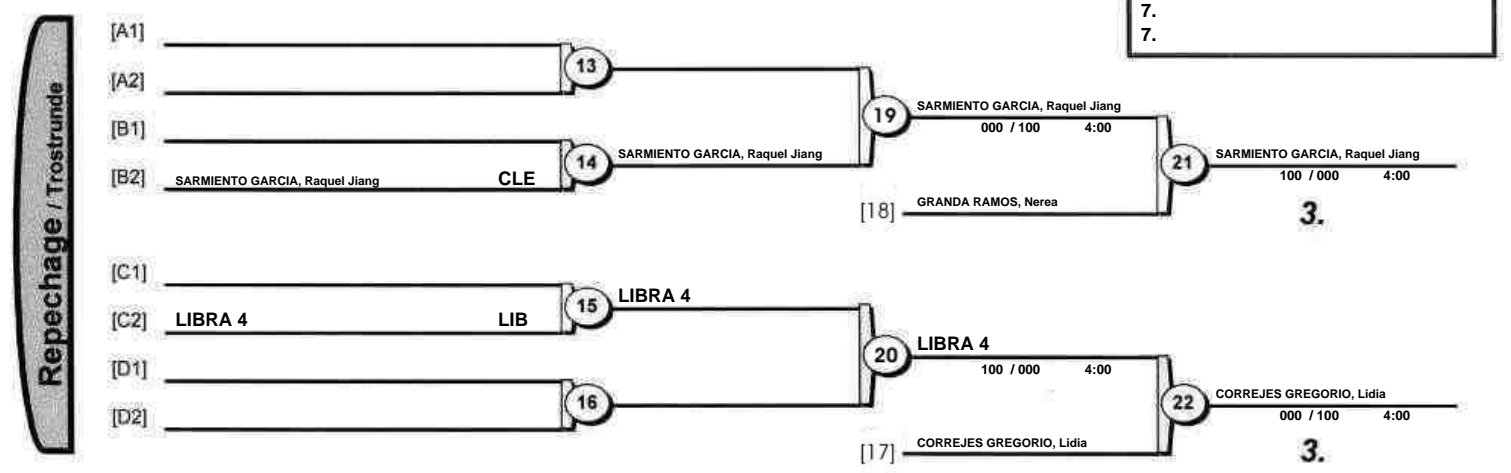 7.
7.
Repechage / Trostrunde
[A1]
[A2]
13
[B1]
[B2] SARMIENTO GARCIA, Raquel Jiang CLE
14
SARMIENTO GARCIA, Raquel Jiang
19
SARMIENTO GARCIA, Raquel Jiang
000 / 100 4:00
[18] GRANDA RAMOS, Nerea
21
SARMIENTO GARCIA, Raquel Jiang
100 / 000 4:00
3.
[C1]
[C2] LIBRA 4 LIB
15
LIBRA 4
[D1]
[D2]
16
20
LIBRA 4
100 / 000 4:00
[17] CORREJES GREGORIO, Lidia
22
CORREJES GREGORIO, Lidia
000 / 100 4:00
3.